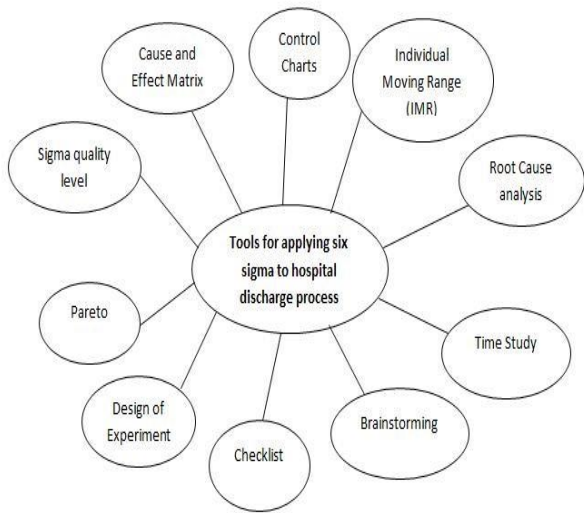 Control
Charts
Individual
Moving Range
(IMR)
Cause and
Effect Matrix
Sigma quality
level
Root Cause
analysis
Tools for applying six
sigma to hospital
discharge process
Pareto
Time Study
Design of
Experiment
Brainstorming
Checklist